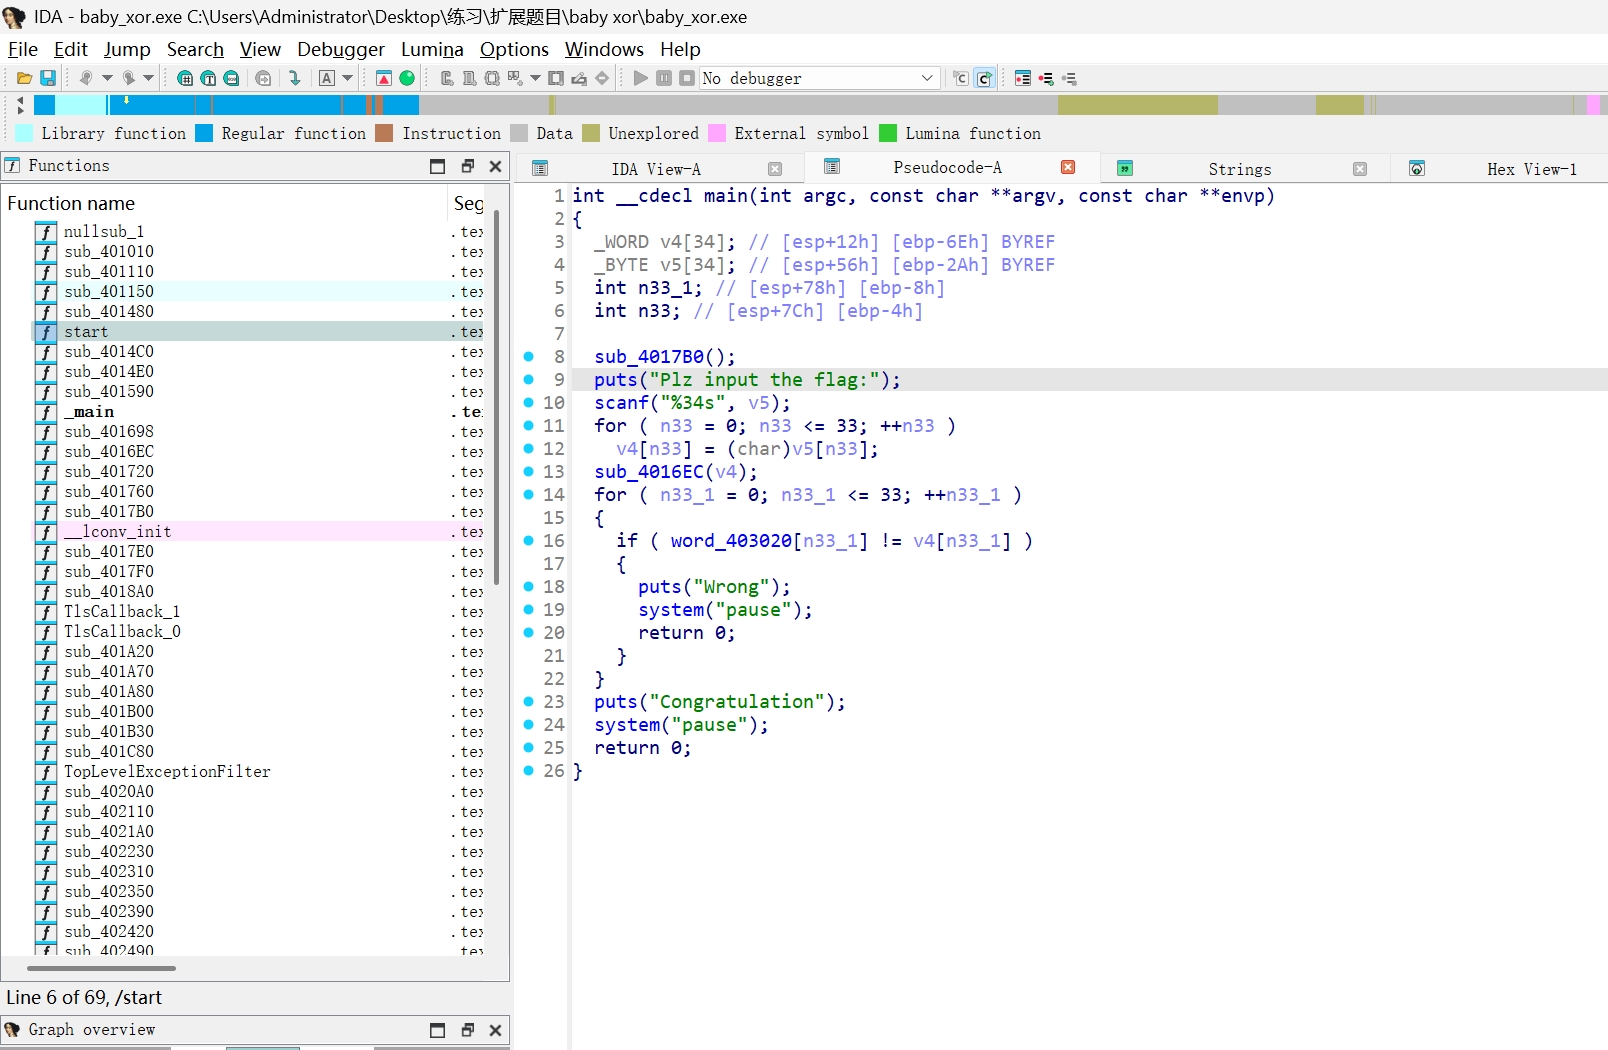 IDA - baby_xor.exe C:\Users\Administrator\Desktop\练习\扩展题目\baby xor\baby_xor.exe
File Edit Jump Search View Debugger Lumina Options Windows Help
No debugger
Library function Regular function Instruction Data Unexplored External symbol Lumina function
Functions
IDA View-A
Pseudocode-A
Strings
Hex View-1
Function name Seg
nullsub_1 .tex
sub_401010 .tex
sub_401110 .tex
sub_401150 .tex
sub_401480 .tex
start .tex
sub_4014C0 .tex
sub_4014E0 .tex
sub_401590 .tex
_main .te
sub_401698 .tex
sub_4016EC .tex
sub_401720 .tex
sub_401760 .tex
sub_4017B0 .tex
__lconv_init .tex
sub_4017E0 .tex
sub_4017F0 .tex
sub_4018A0 .tex
TlsCallback_1 .tex
TlsCallback_0 .tex
sub_401A20 .tex
sub_401A70 .tex
sub_401A80 .tex
sub_401B00 .tex
sub_401B30 .tex
sub_401C80 .tex
TopLevelExceptionFilter .tex
sub_4020A0 .tex
sub_402110 .tex
sub_4021A0 .tex
sub_402230 .tex
sub_402310 .tex
sub_402350 .tex
sub_402390 .tex
sub_402420 .tex
sub_402490 .tex
Line 6 of 69, /start
Graph overview
1 int __cdecl main(int argc, const char **argv, const char **envp)
2 {
3 _WORD v4[34]; // [esp+12h] [ebp-6Eh] BYREF
4 _BYTE v5[34]; // [esp+56h] [ebp-2Ah] BYREF
5 int n33_1; // [esp+78h] [ebp-8h]
6 int n33; // [esp+7Ch] [ebp-4h]
7
8 sub_4017B0();
9 puts("Plz input the flag:");
10 scanf("%34s", v5);
11 for ( n33 = 0; n33 <= 33; ++n33 )
12 v4[n33] = (char)v5[n33];
13 sub_4016EC(v4);
14 for ( n33_1 = 0; n33_1 <= 33; ++n33_1 )
15 {
16 if ( word_403020[n33_1] != v4[n33_1] )
17 {
18 puts("Wrong");
19 system("pause");
20 return 0;
21 }
22 }
23 puts("Congratulation");
24 system("pause");
25 return 0;
26 }